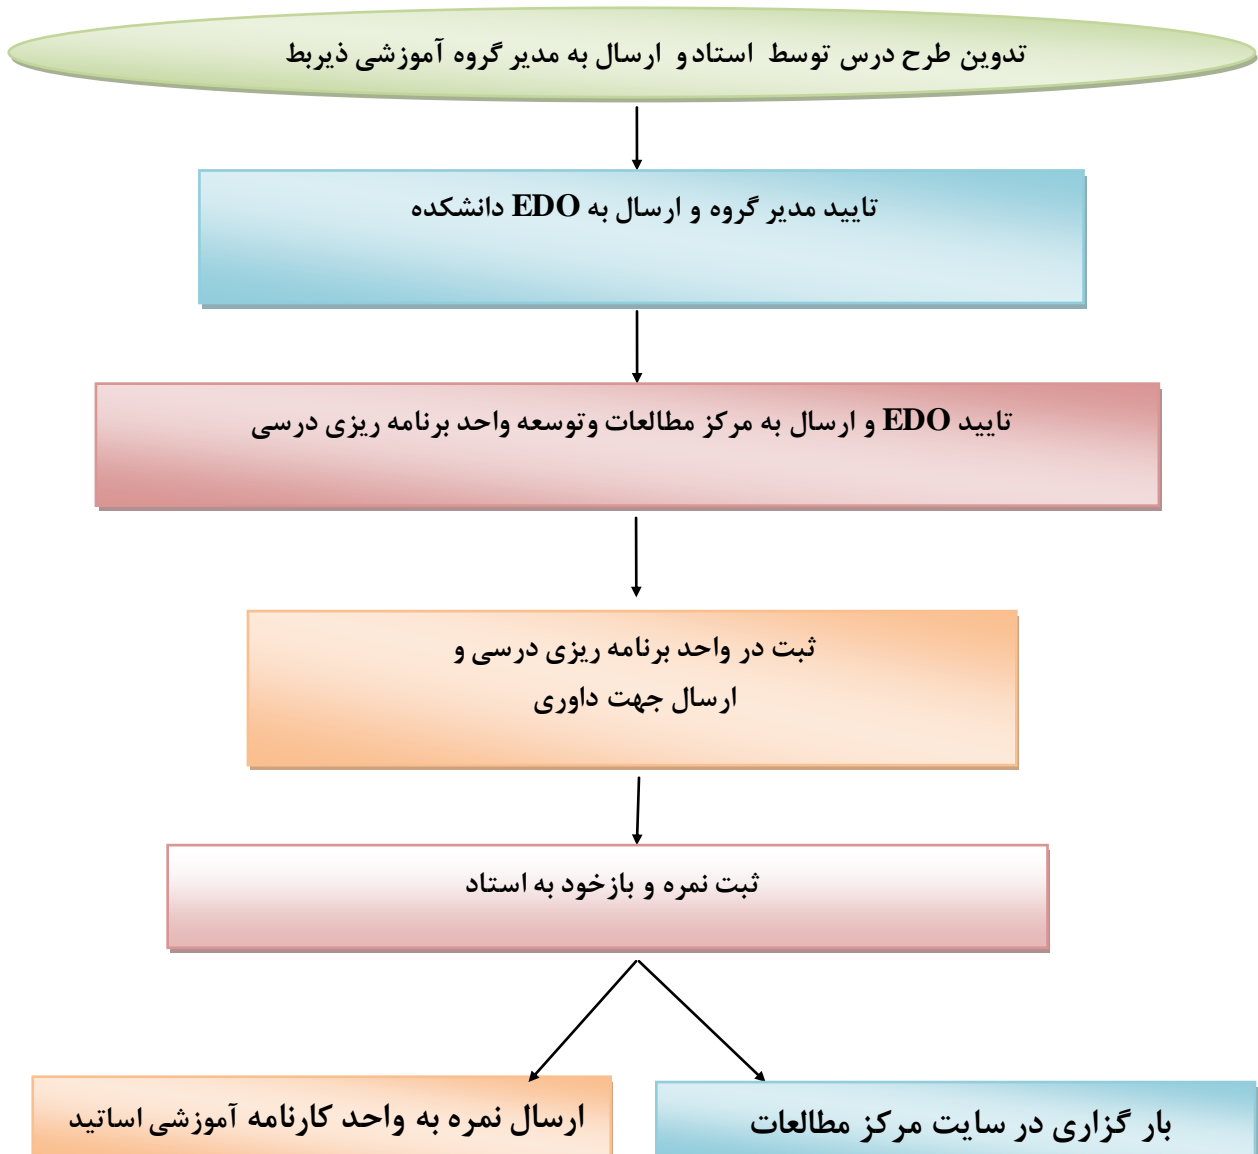 تدوین طرح درس توسط استاد و ارسال به مدیر گروه آموزشی ذیربط
تایید مدیر گروه و ارسال به EDO دانشکده
تایید EDO و ارسال به مرکز مطالعات وتوسعه واحد برنامه ریزی درسی
ثبت در واحد برنامه ریزی درسی و
ارسال جهت داوری
ثبت نمره و بازخود به استاد
بار گزاری در سایت مرکز مطالعات
ارسال نمره به واحد کارنامه آموزشی اساتید